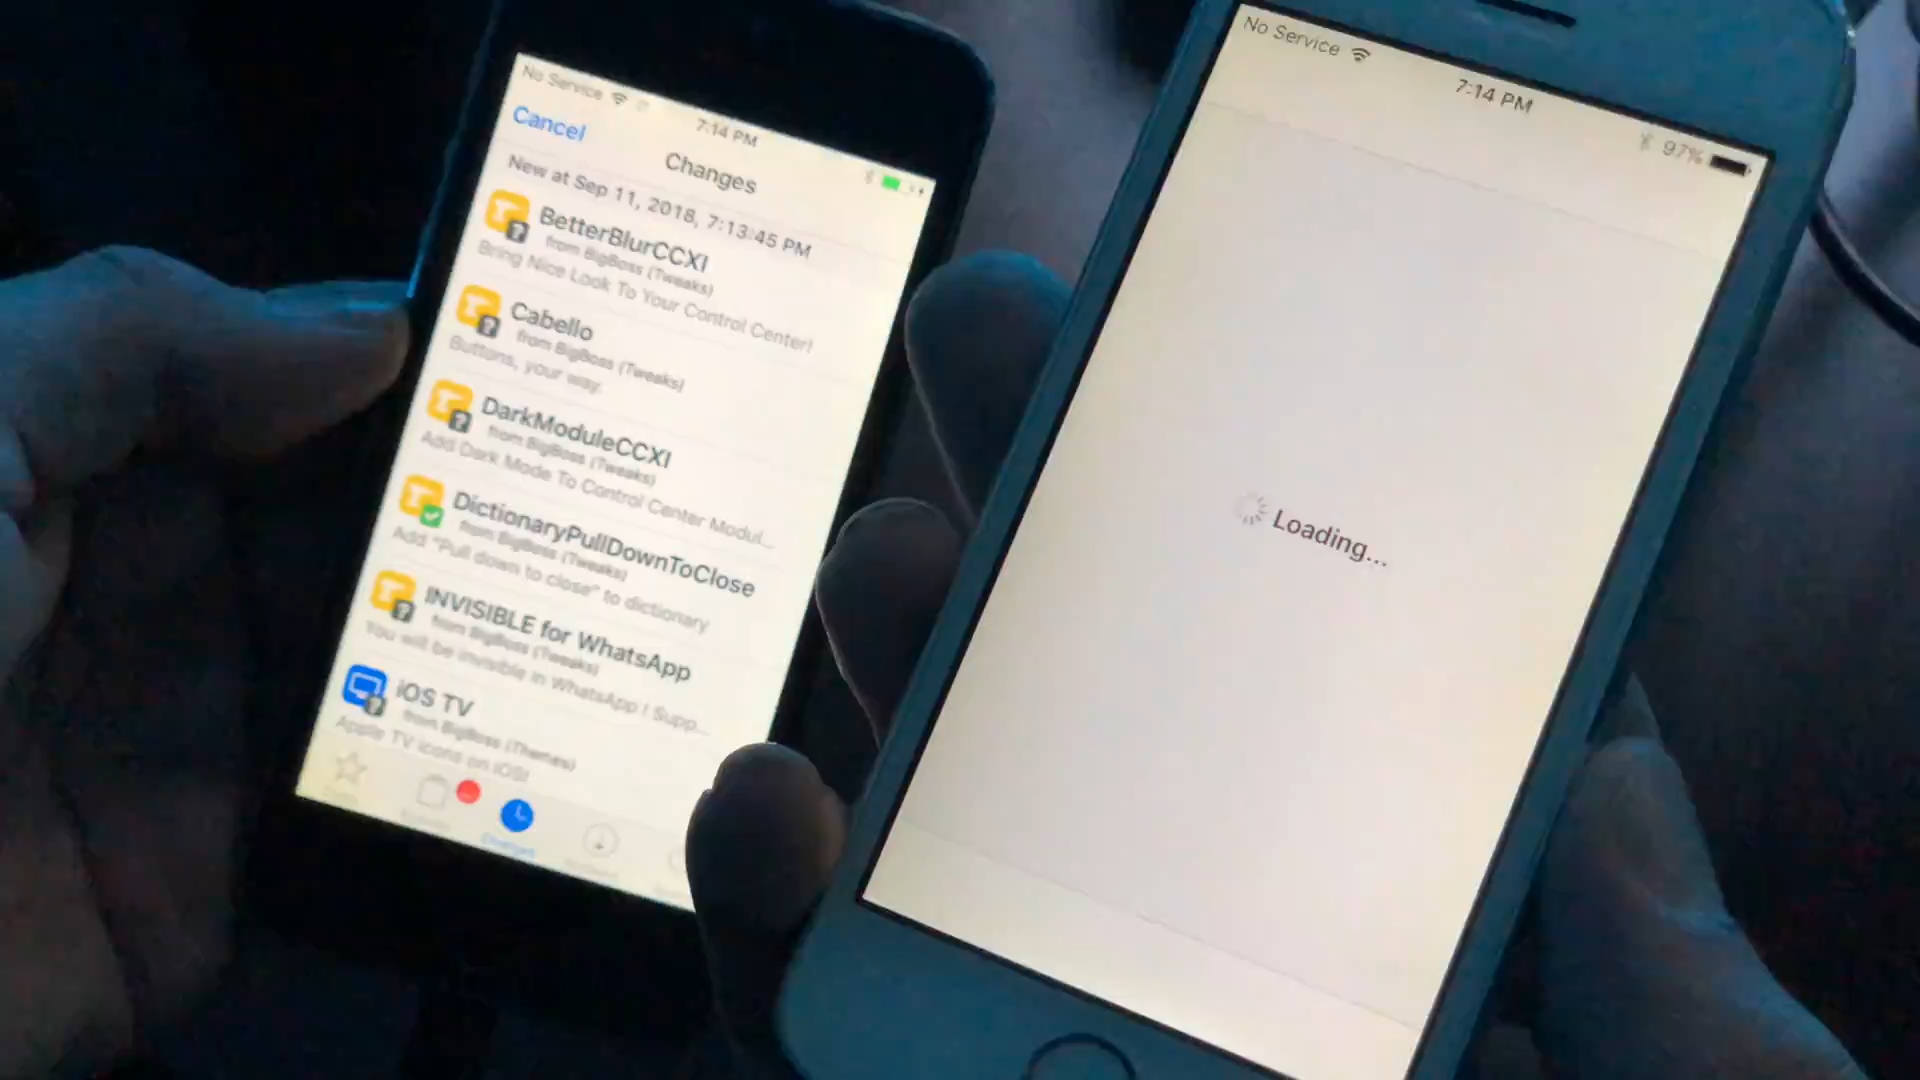 No Service
7:14 PM
Cancel
Changes
New at Sep 11, 2018, 7:13:45 PM
BetterBlurCCXI
from BigBoss (Tweaks)
Bring Nice Look To Your Control Center!
Cabello
from BigBoss (Tweaks)
Buttons, your way.
DarkModuleCCXI
from BigBoss (Tweaks)
Add Dark Mode To Control Center Modul...
DictionaryPullDownToClose
from BigBoss (Tweaks)
Add "Pull down to close" to dictionary
INVISIBLE for WhatsApp
from BigBoss (Tweaks)
You will be invisible in WhatsApp ! Supp...
iOS TV
from BigBoss (Themes)
Apple TV icons on iOS!
Changes
No Service
7:14 PM
97%
Loading...